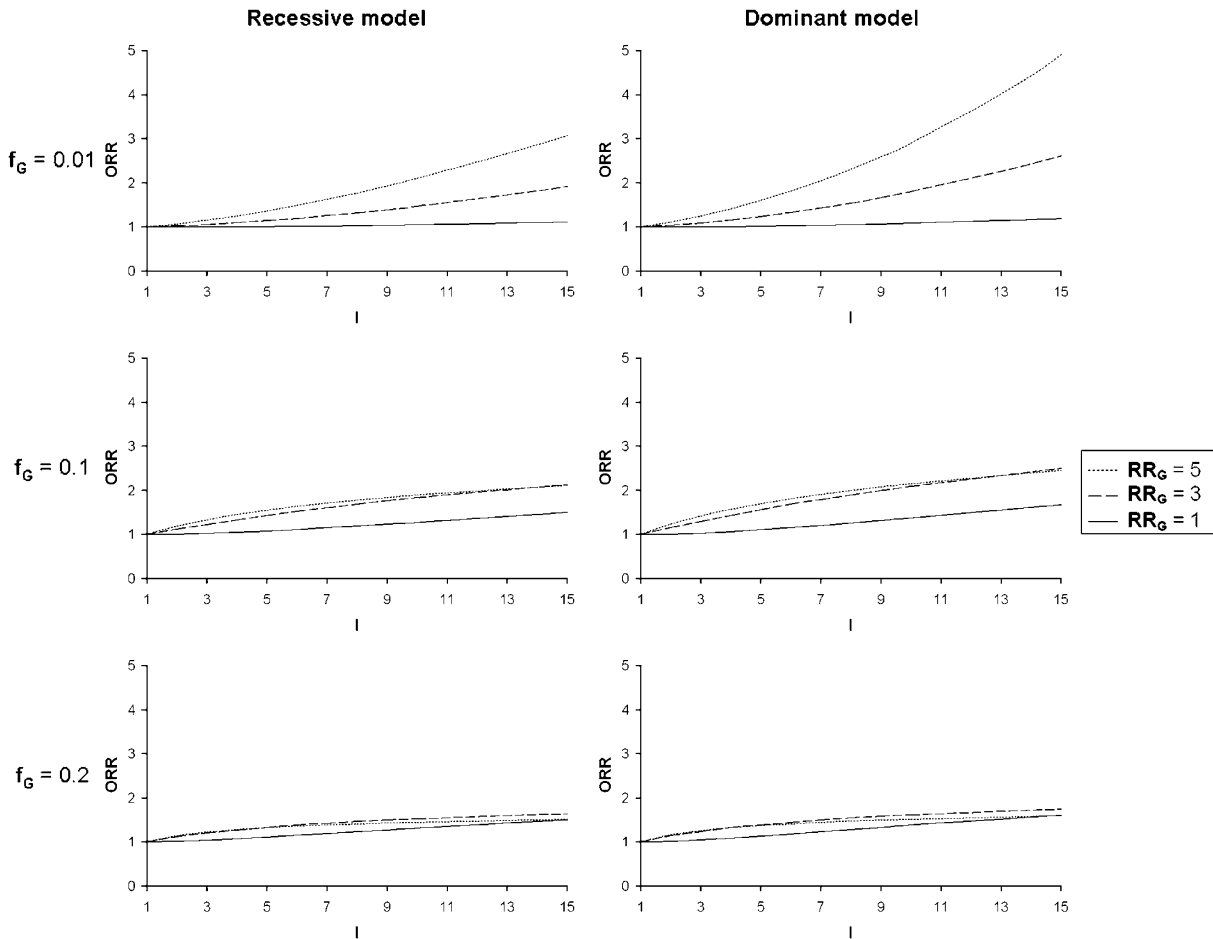 Recessive model
Dominant model
f_G = 0.01
ORR
5
4
3
2
1
0
1 3 5 7 9 11 13 15
I
ORR
5
4
3
2
1
0
1 3 5 7 9 11 13 15
I
f_G = 0.1
ORR
5
4
3
2
1
0
1 3 5 7 9 11 13 15
I
ORR
5
4
3
2
1
0
1 3 5 7 9 11 13 15
I
RR_G = 5
RR_G = 3
RR_G = 1
f_G = 0.2
ORR
5
4
3
2
1
0
1 3 5 7 9 11 13 15
I
ORR
5
4
3
2
1
0
1 3 5 7 9 11 13 15
I